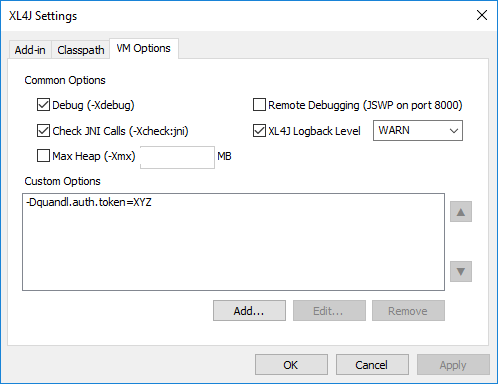 XL4J Settings
Add-in Classpath VM Options
Common Options
Debug (-Xdebug) Remote Debugging (JSWP on port 8000)
Check JNI Calls (-Xcheck:jni) XL4J Logback Level WARN
Max Heap (-Xmx) MB
Custom Options
-Dquandl.auth.token=XYZ
Add... Edit... Remove
OK Cancel Apply